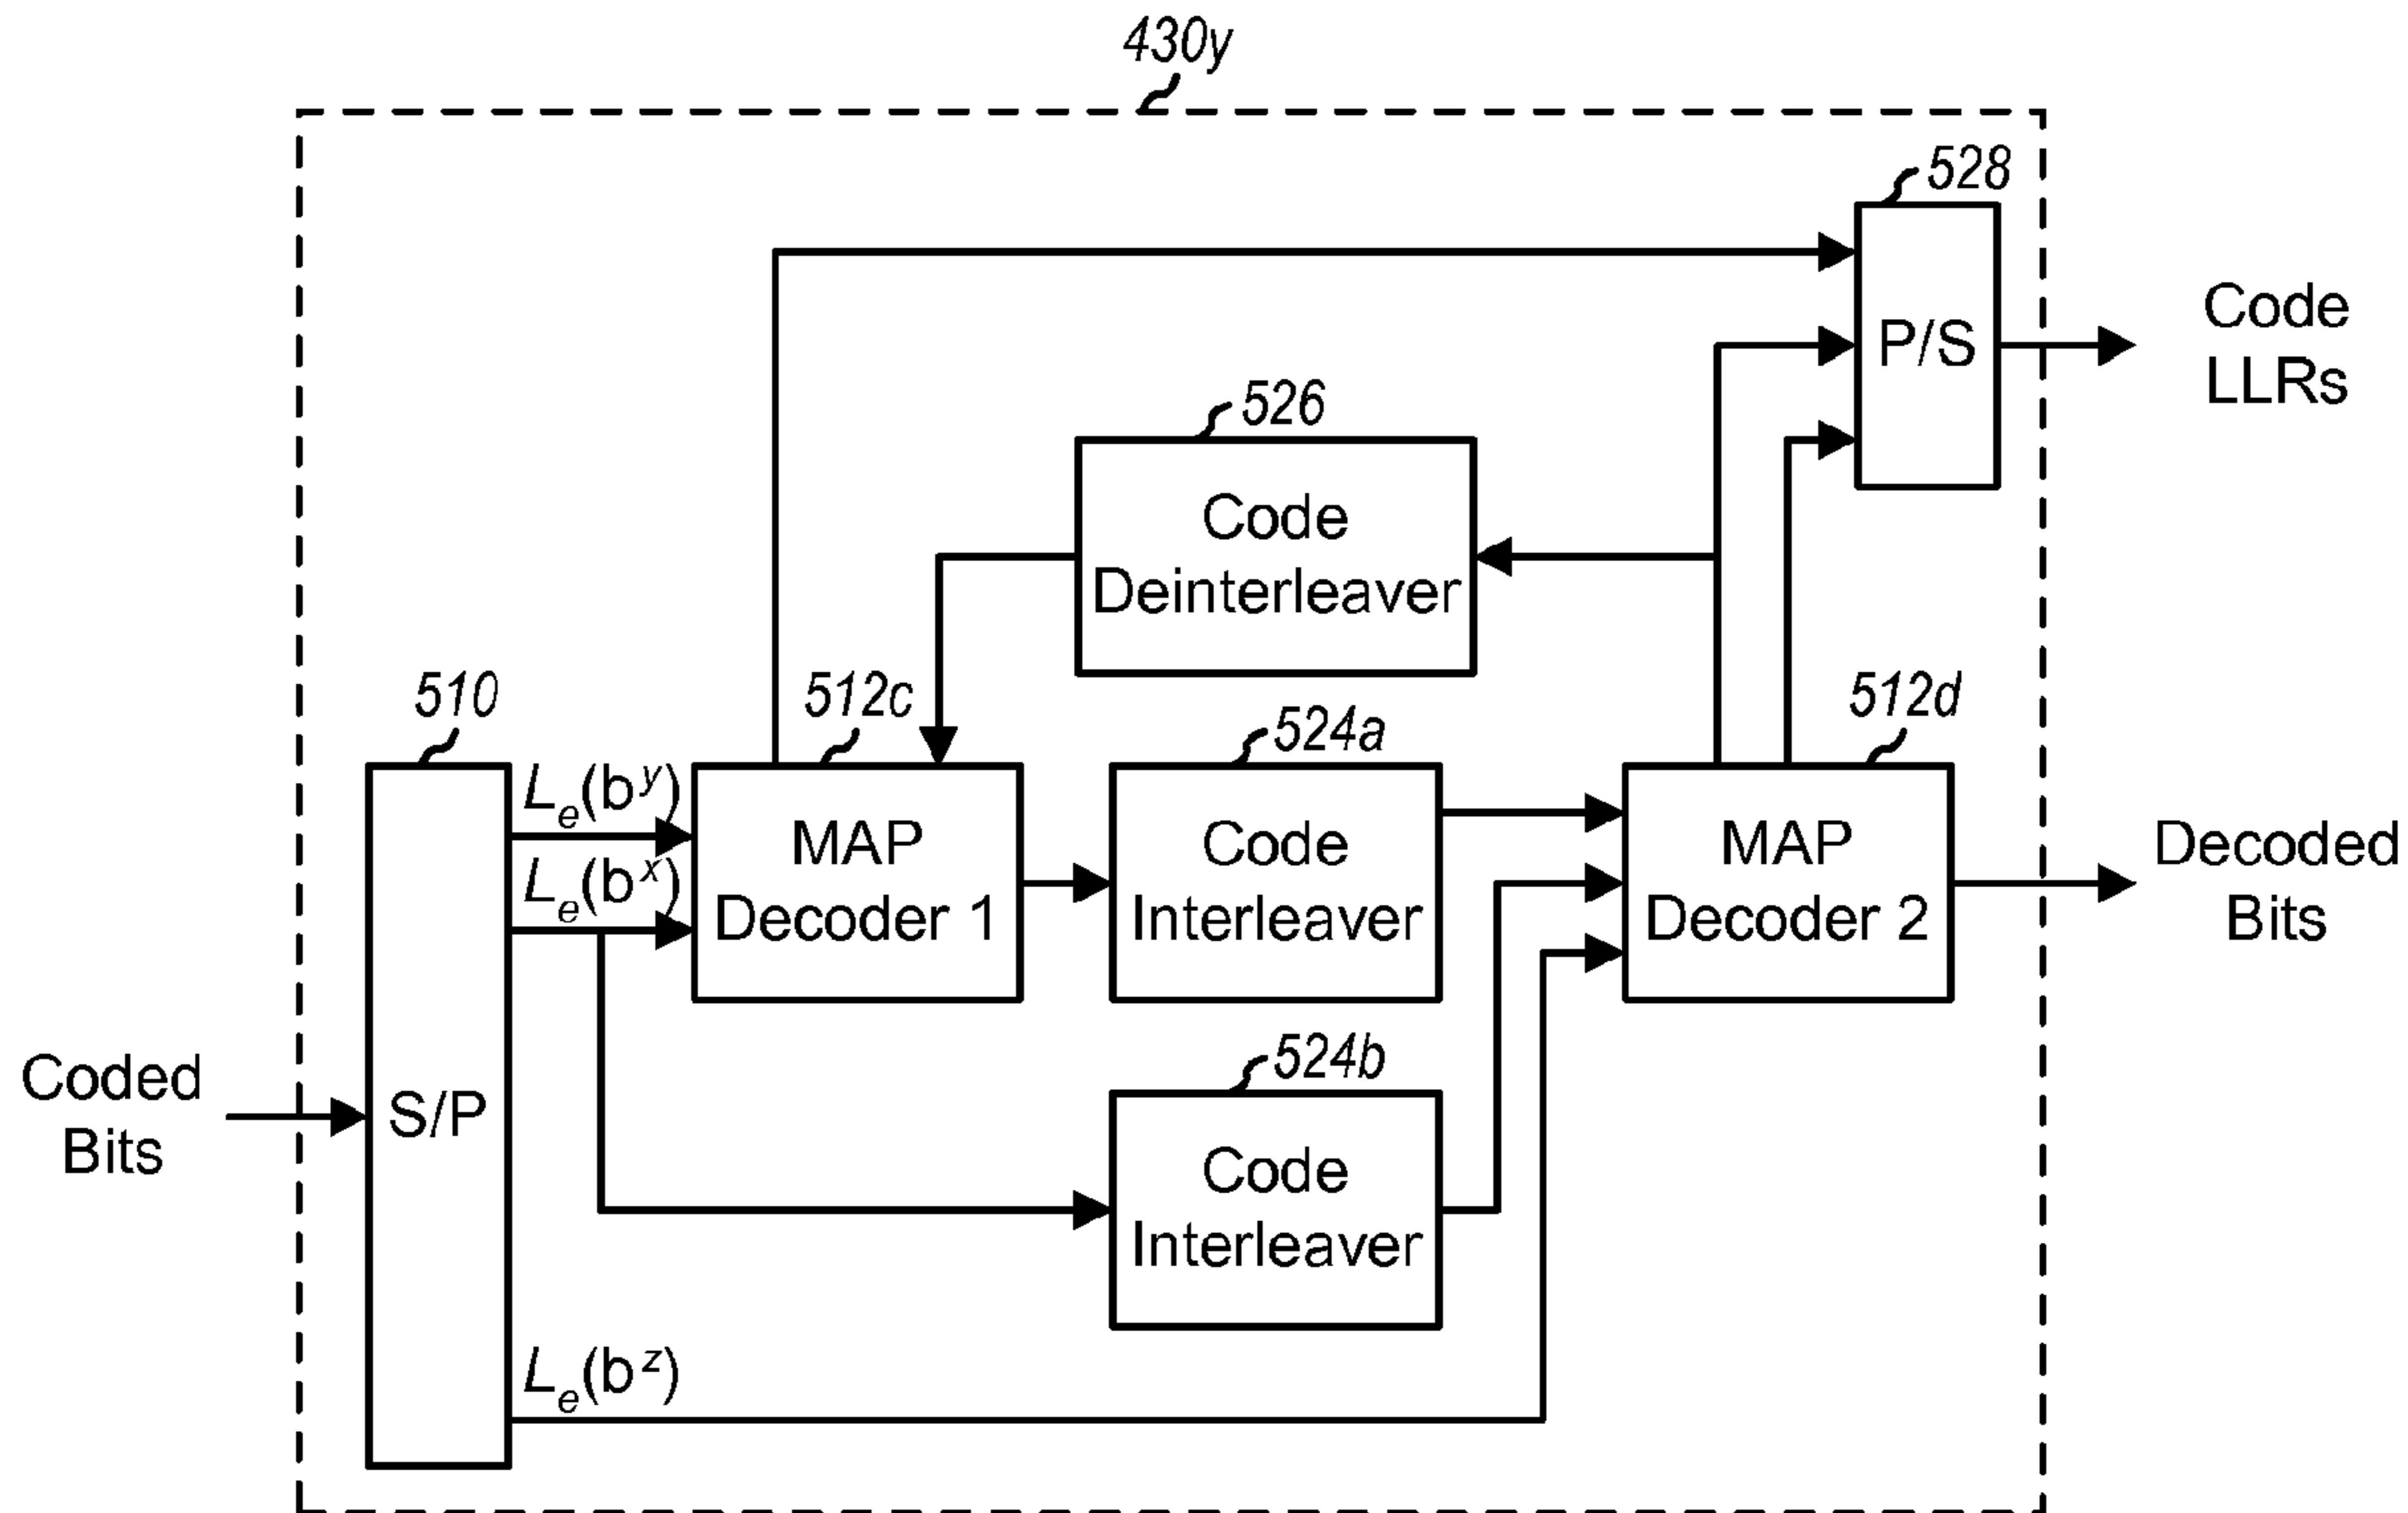 430y
528
P/S
Code
LLRs
526
Code
Deinterleaver
510
512c
524a
512d
Lₑ(bʸ)
Lₑ(bˣ)
MAP
Decoder 1
Code
Interleaver
MAP
Decoder 2
Decoded
Bits
Coded
Bits
S/P
524b
Code
Interleaver
Lₑ(bᶻ)